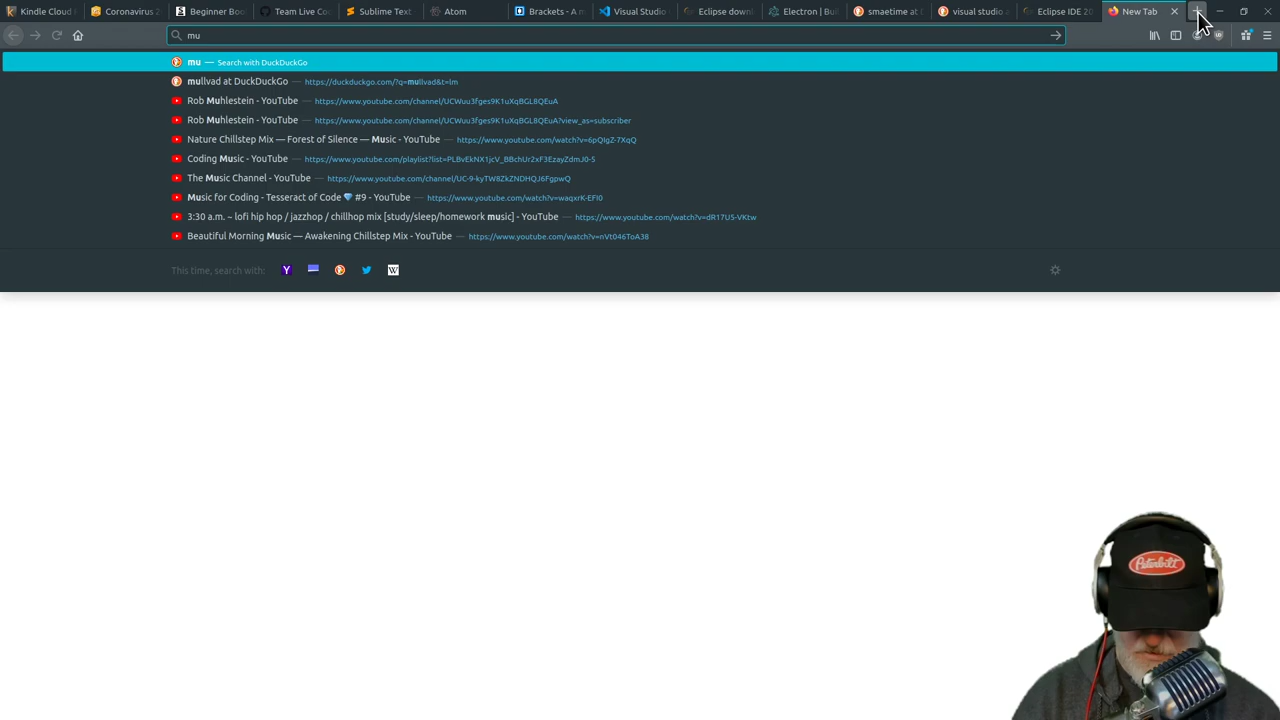 Kindle Cloud
Coronavirus 2
Beginner Boo
Team Live Co
Sublime Text
Atom
Brackets - A m
Visual Studio
Eclipse down
Electron | Bui
smaetime at
visual studio a
Eclipse IDE 20
New Tab
mu
mu — Search with DuckDuckGo
mullvad at DuckDuckGo — https://duckduckgo.com/?q=mullvad&t=lm
Rob Muhlestein - YouTube — https://www.youtube.com/channel/UCWuu3fges9K1uXqBGL8QEuA
Rob Muhlestein - YouTube — https://www.youtube.com/channel/UCWuu3fges9K1uXqBGL8QEuA?view_as=subscriber
Nature Chillstep Mix — Forest of Silence — Music - YouTube — https://www.youtube.com/watch?v=6pQIgZ-7XqQ
Coding Music - YouTube — https://www.youtube.com/playlist?list=PLBvEkNX1jcV_BBchUr2xF3EzayZdmJ0-5
The Music Channel - YouTube — https://www.youtube.com/channel/UC-9-kyTW8ZkZNDHQJ6FgpwQ
Music for Coding - Tesseract of Code 💎 #9 - YouTube — https://www.youtube.com/watch?v=waqxrK-EFI0
3:30 a.m. ~ lofi hip hop / jazzhop / chillhop mix [study/sleep/homework music] - YouTube — https://www.youtube.com/watch?v=dR17U5-VKtw
Beautiful Morning Music — Awakening Chillstep Mix - YouTube — https://www.youtube.com/watch?v=nVt046ToA38
This time, search with:
Peterbilt